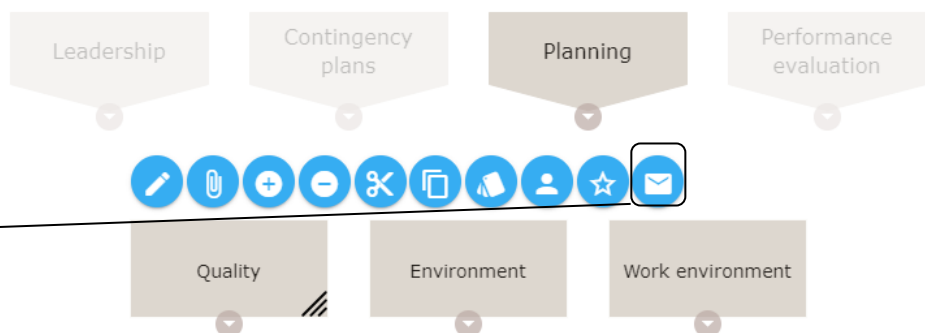 Leadership
Contingency
plans
Planning
Performance
evaluation
Quality
Environment
Work environment